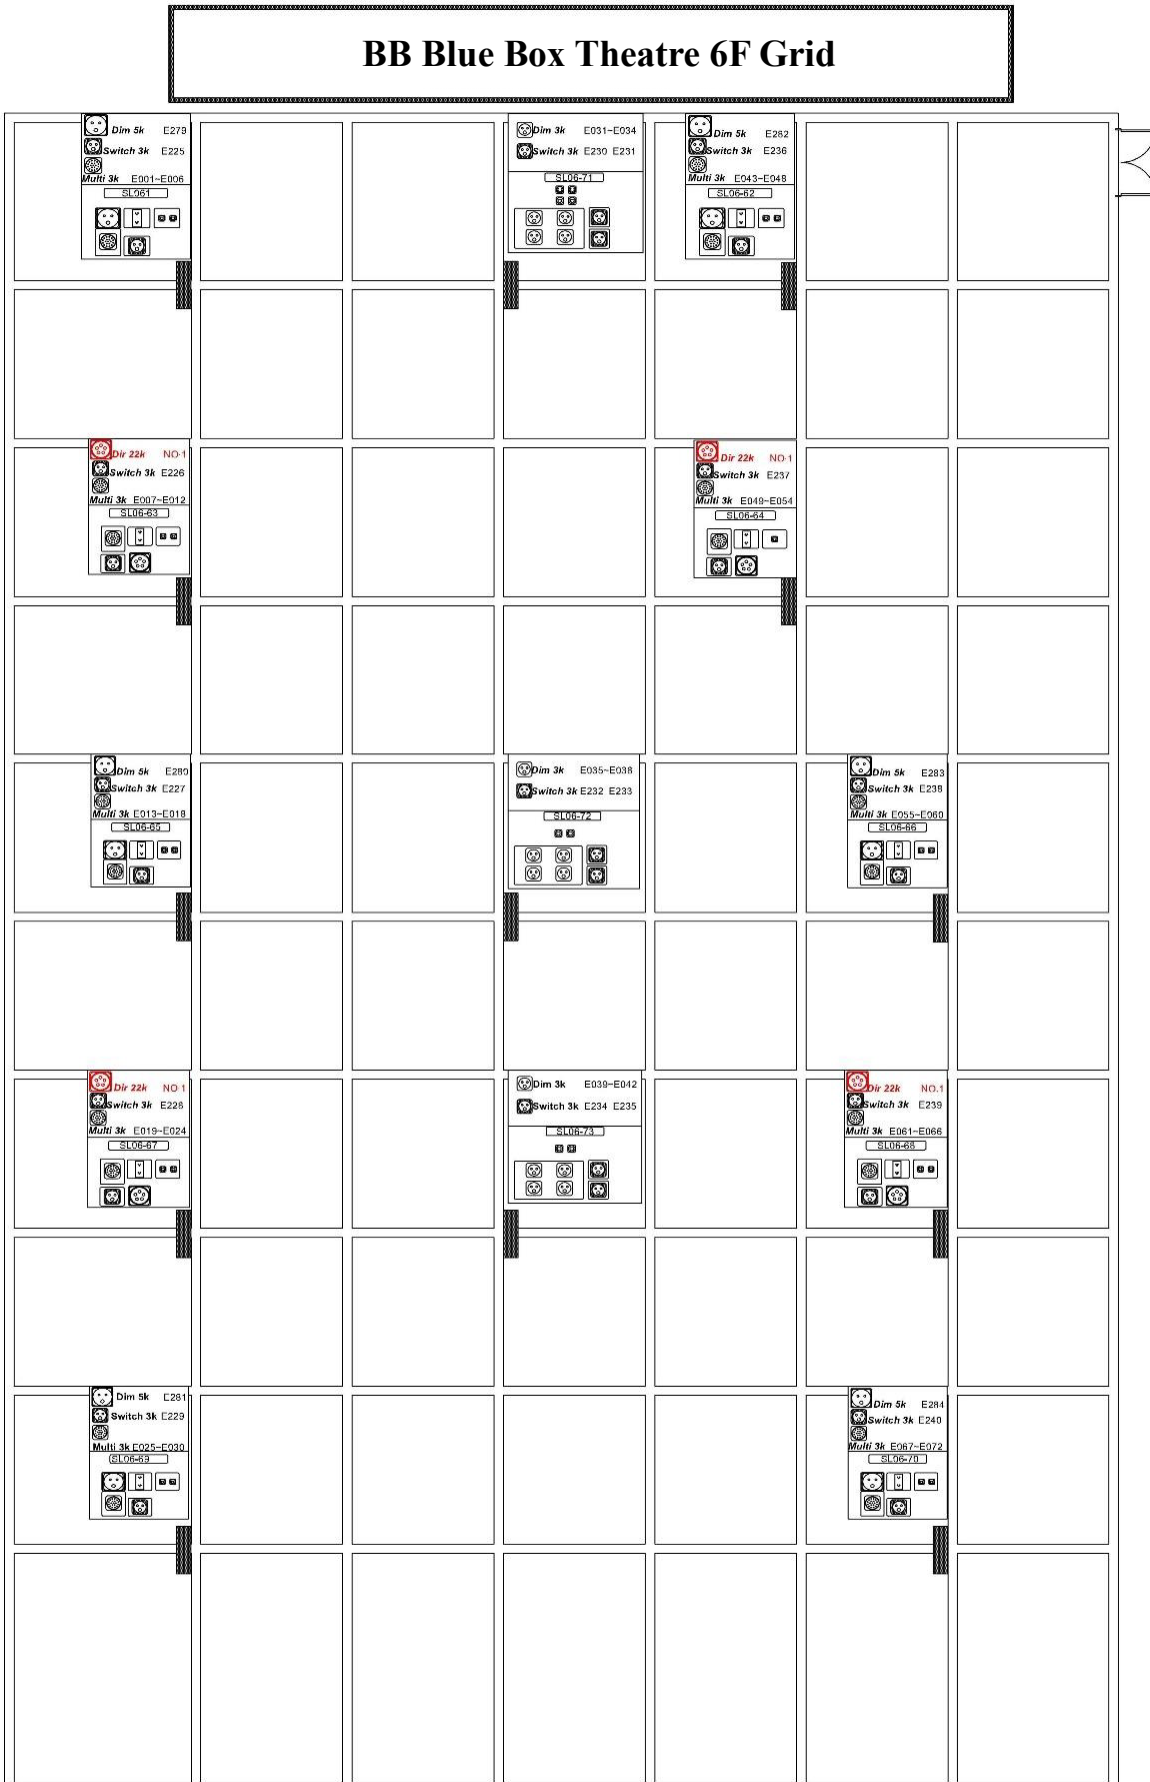 BB Blue Box Theatre 6F Grid
Dim 5k E279
Switch 3k E225
Multi 3k E001~E006
SL061
Dim 3k E031~E034
Switch 3k E230 E231
SL06-71
Dim 5k E282
Switch 3k E236
Multi 3k E043~E048
SL06-62
Dir 22k NO·1
Switch 3k E226
Multi 3k E007~E012
SL06-63
Dir 22k NO·1
Switch 3k E237
Multi 3k E049~E054
SL06-64
Dim 5k E280
Switch 3k E227
Multi 3k E013~E018
SL06-65
Dim 3k E035~E038
Switch 3k E232 E233
SL06-72
Dim 5k E283
Switch 3k E238
Multi 3k E055~E060
SL06-66
Dir 22k NO·1
Switch 3k E228
Multi 3k E019~E024
SL06-67
Dim 3k E039~E042
Switch 3k E234 E235
SL06-73
Dir 22k NO.1
Switch 3k E239
Multi 3k E061~E066
SL06-68
Dim 5k E281
Switch 3k E229
Multi 3k E025~E030
SL06-69
Dim 5k E284
Switch 3k E240
Multi 3k E067~E072
SL06-70